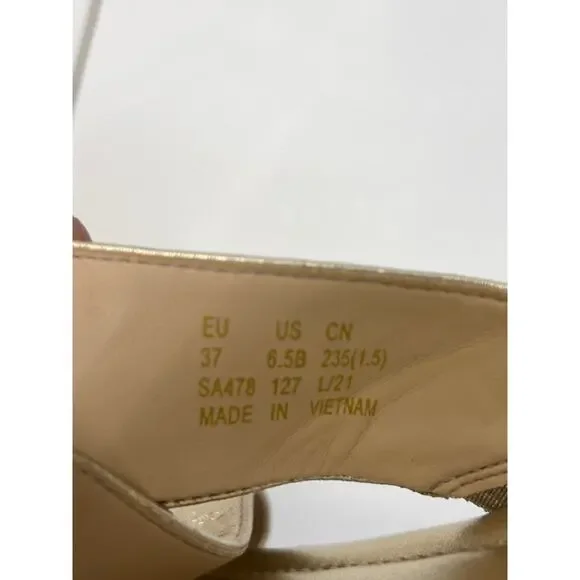 EU US CN
37 6.5B 235(1.5)
SA478 127 L/21
MADE IN VIETNAM